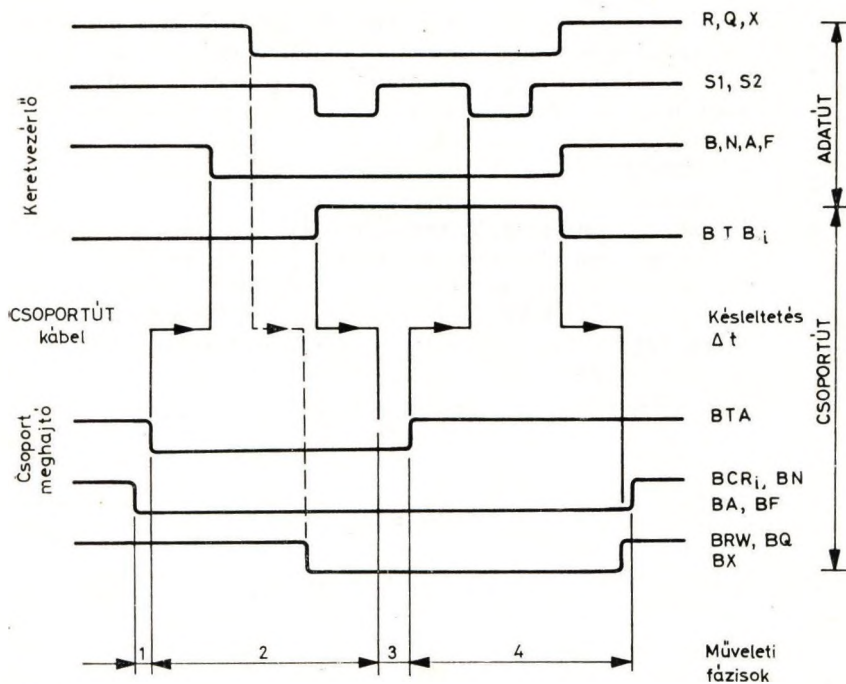 R, Q, X
S1, S2
B, N, A, F
B T B i
Keretvezérlő
ADATÚT
CSOPORTÚT
kábel
Késleltetés
Δ t
CSOPORTÚT
Csoport
meghajtó
BTA
BCRi, BN
BA, BF
BRW, BQ
BX
1
2
3
4
Műveleti
fázisok